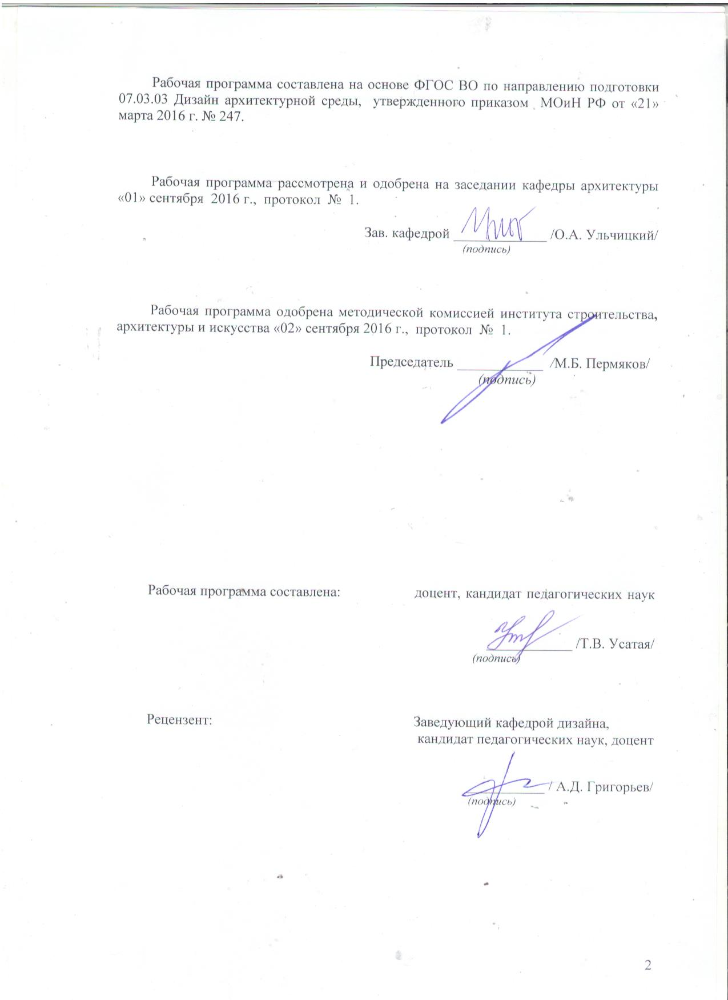 Рабочая программа составлена на основе ФГОС ВО по направлению подготовки
07.03.03 Дизайн архитектурной среды, утвержденного приказом МОиН РФ от «21»
марта 2016 г. № 247.
Рабочая программа рассмотрена и одобрена на заседании кафедры архитектуры
«01» сентября 2016 г., протокол № 1.
Зав. кафедрой _____________ /О.А. Ульчицкий/
(подпись)
Рабочая программа одобрена методической комиссией института строительства,
архитектуры и искусства «02» сентября 2016 г., протокол № 1.
Председатель ____________ /М.Б. Пермяков/
(подпись)
Рабочая программа составлена: доцент, кандидат педагогических наук
____________ /Т.В. Усатая/
(подпись)
Рецензент: Заведующий кафедрой дизайна,
кандидат педагогических наук, доцент
___________/ А.Д. Григорьев/
(подпись)
2